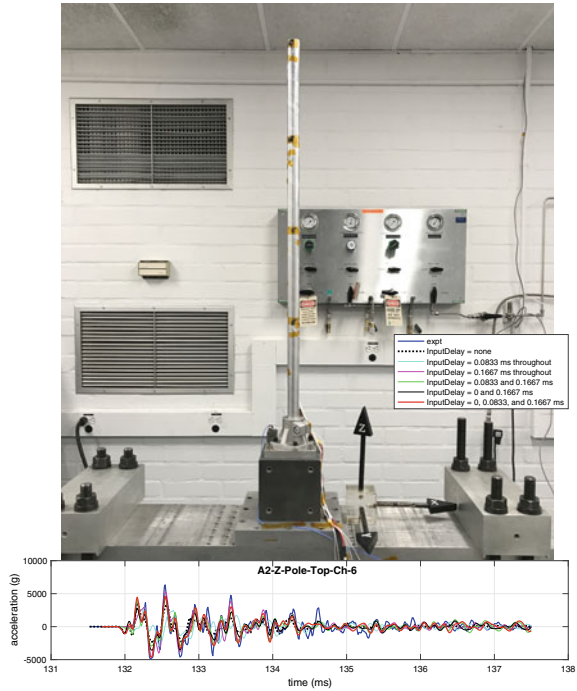 Z
X
expt
InputDelay = none
InputDelay = 0.0833 ms throughout
InputDelay = 0.1667 ms throughout
InputDelay = 0.0833 and 0.1667 ms
InputDelay = 0 and 0.1667 ms
InputDelay = 0, 0.0833, and 0.1667 ms
A2-Z-Pole-Top-Ch-6
acceleration (g)
10000
5000
0
-5000
131
132
133
134
135
136
137
138
time (ms)